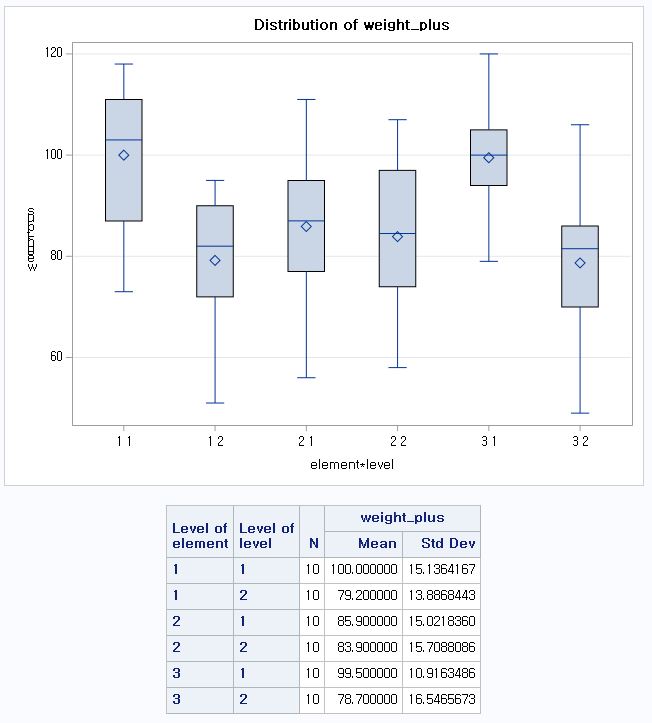 Distribution of weight_plus
120
100
80
60
1 1
1 2
2 1
2 2
3 1
3 2
element*level
Level of element Level of level N weight_plus
Mean Std Dev
1 1 10 100.000000 15.1364167
1 2 10 79.200000 13.8868443
2 1 10 85.900000 15.0218360
2 2 10 83.900000 15.7088086
3 1 10 99.500000 10.9163486
3 2 10 78.700000 16.5465673